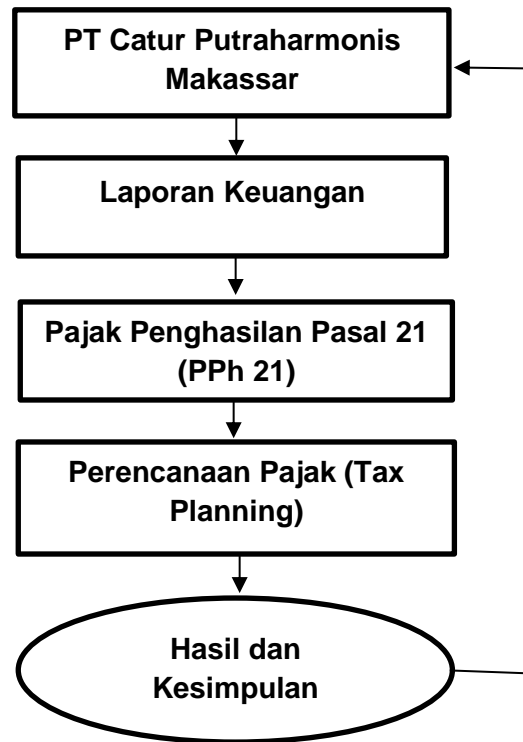 PT Catur Putraharmonis
Makassar
Laporan Keuangan
Pajak Penghasilan Pasal 21
(PPh 21)
Perencanaan Pajak (Tax
Planning)
Hasil dan
Kesimpulan